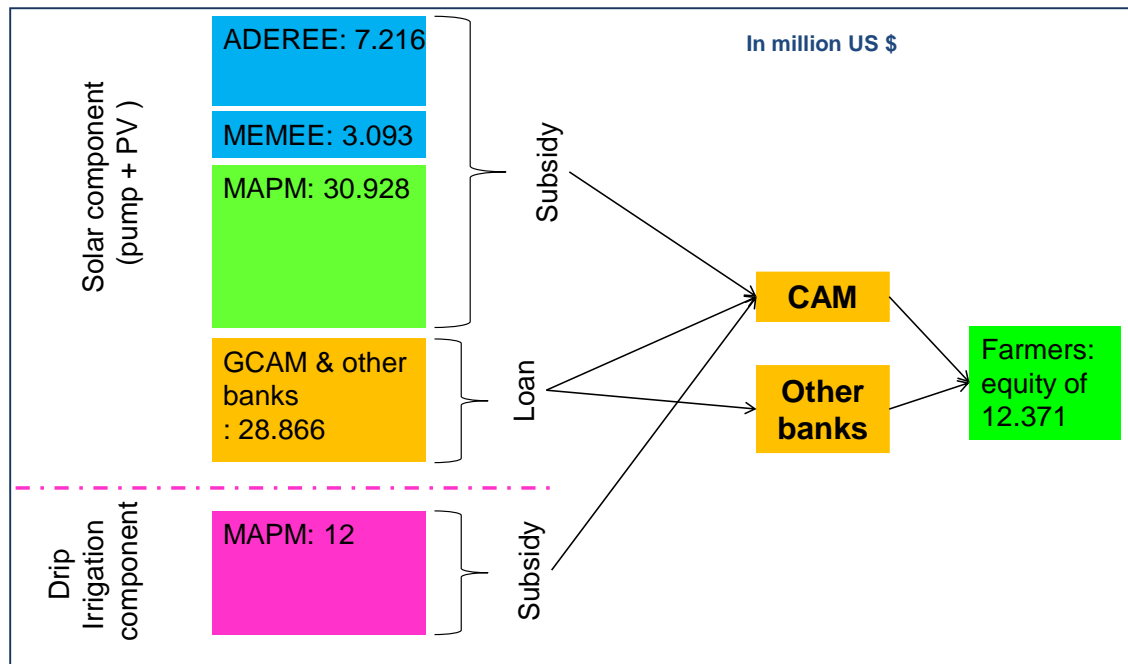 In million US $
Solar component
(pump + PV )
ADEREE: 7.216
MEMEE: 3.093
MAPM: 30.928
Subsidy
GCAM & other
banks
: 28.866
Loan
CAM
Other
banks
Farmers:
equity of
12.371
Drip
Irrigation
component
MAPM: 12
Subsidy